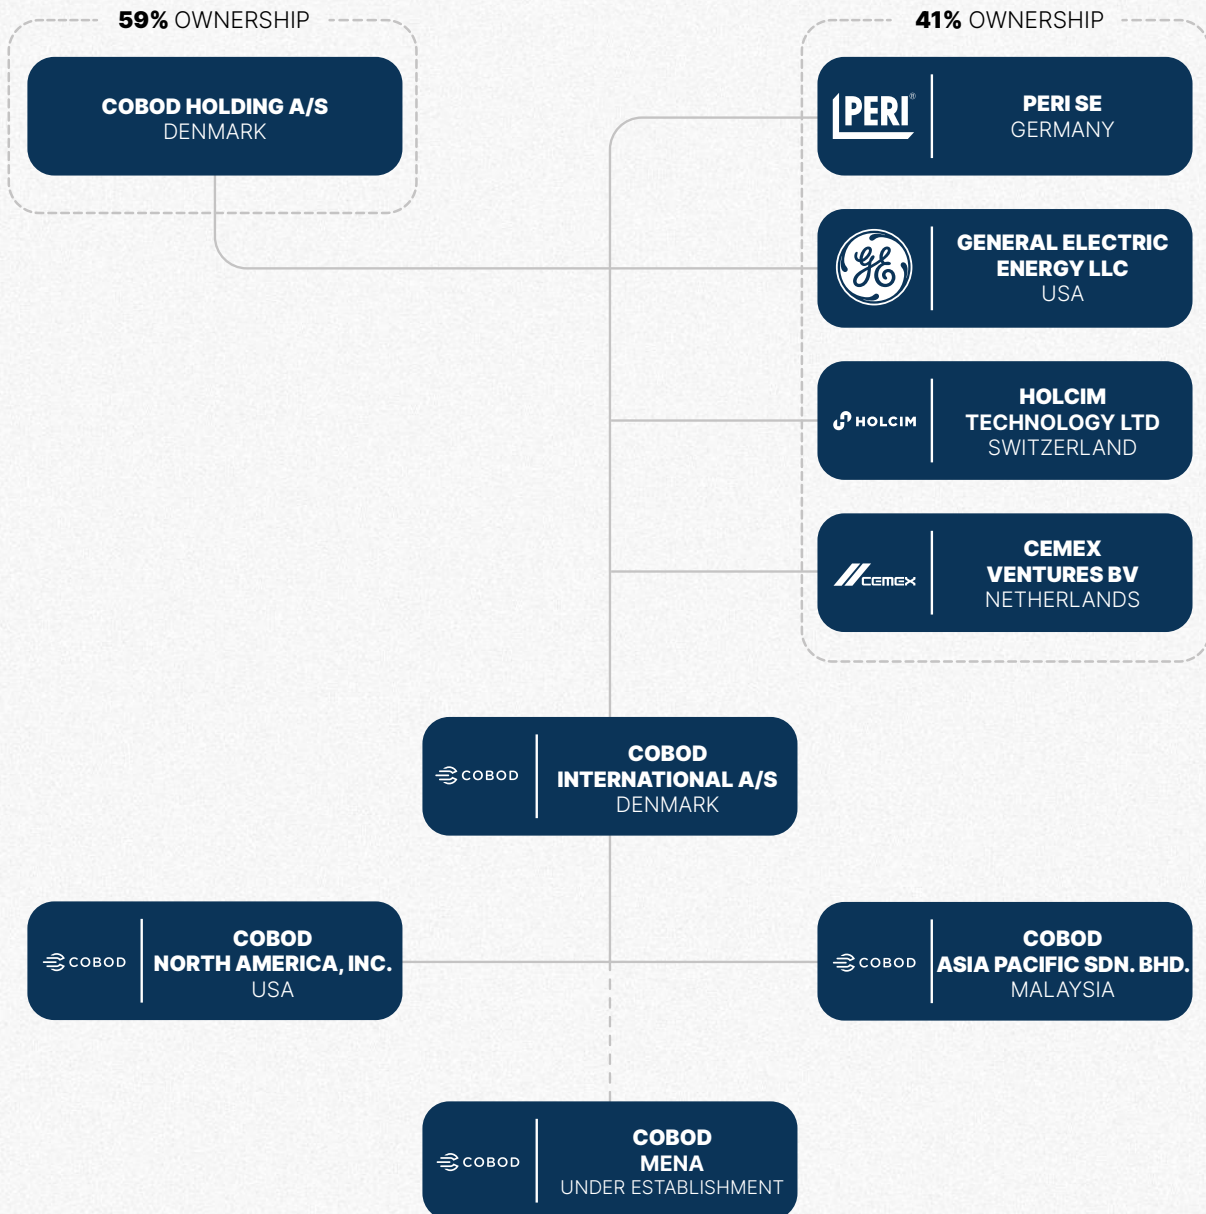 59% OWNERSHIP
COBOD HOLDING A/S
DENMARK
41% OWNERSHIP
PERI®
PERI SE
GERMANY
GE
GENERAL ELECTRIC
ENERGY LLC
USA
HOLCIM
HOLCIM
TECHNOLOGY LTD
SWITZERLAND
CEMEX
CEMEX
VENTURES BV
NETHERLANDS
COBOD
COBOD
INTERNATIONAL A/S
DENMARK
COBOD
COBOD
NORTH AMERICA, INC.
USA
COBOD
COBOD
ASIA PACIFIC SDN. BHD.
MALAYSIA
COBOD
COBOD
MENA
UNDER ESTABLISHMENT